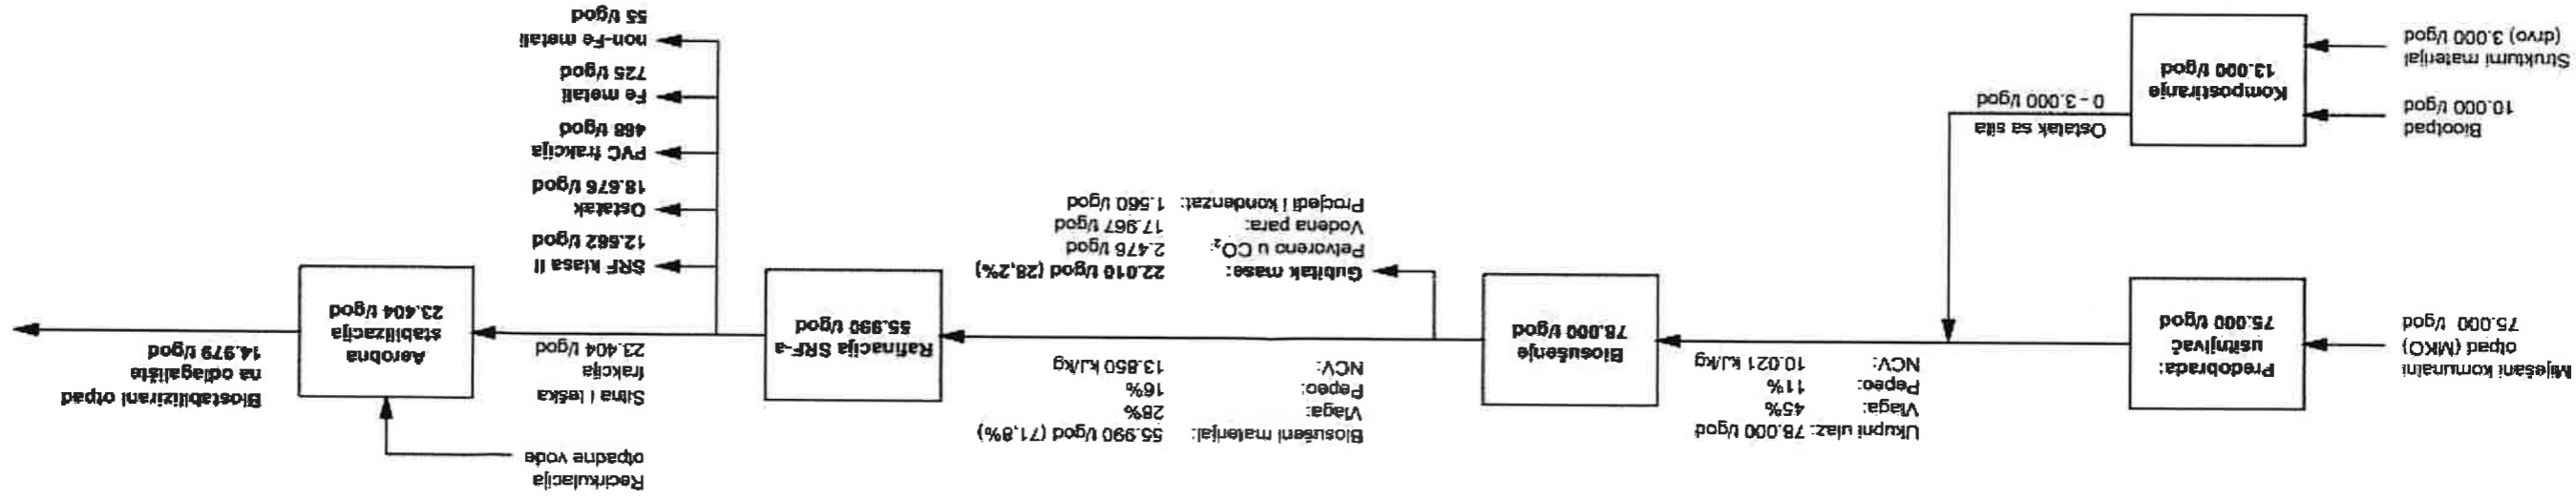 Miješani komunalni
otpad (MKO)
75.000 t/god
Predobrada:
usitnjivač
75.000 t/god
Ukupni ulaz: 78.000 t/god
Vlaga: 45%
Pepeo: 11%
NCV: 10.021 kJ/kg
Biosušenje
78.000 t/god
Biosušeni materijal: 55.990 t/god (71,8%)
Vlaga: 28%
Pepeo: 16%
NCV: 13.850 kJ/kg
Gubitak mase: 22.010 t/god (28,2%)
Petvoreno u CO₂: 2.476 t/god
Vodena para: 17.967 t/god
Procjedi i kondenzat: 1.560 t/god
Rafinacija SRF-a
55.990 t/god
Sitna i teška
frakcija
23.404 t/god
Recirkulacija
otpadne vode
Aerobna
stabilizacija
23.404 t/god
Biostabilizirani otpad
na odlagalište
14.979 t/god
SRF klasa II
12.662 t/god
Ostatak
18.676 t/god
PVC frakcija
468 t/god
Fe metali
725 t/god
non-Fe metali
55 t/god
Biootpad
10.000 t/god
Strukturni materijal
(drvo) 3.000 t/god
Kompostiranje
13.000 t/god
Ostatak sa sita
0 - 3.000 t/god